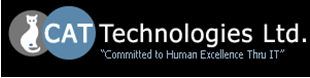 CAT Technologies Ltd.
“Committed to Human Excellence Thru IT”